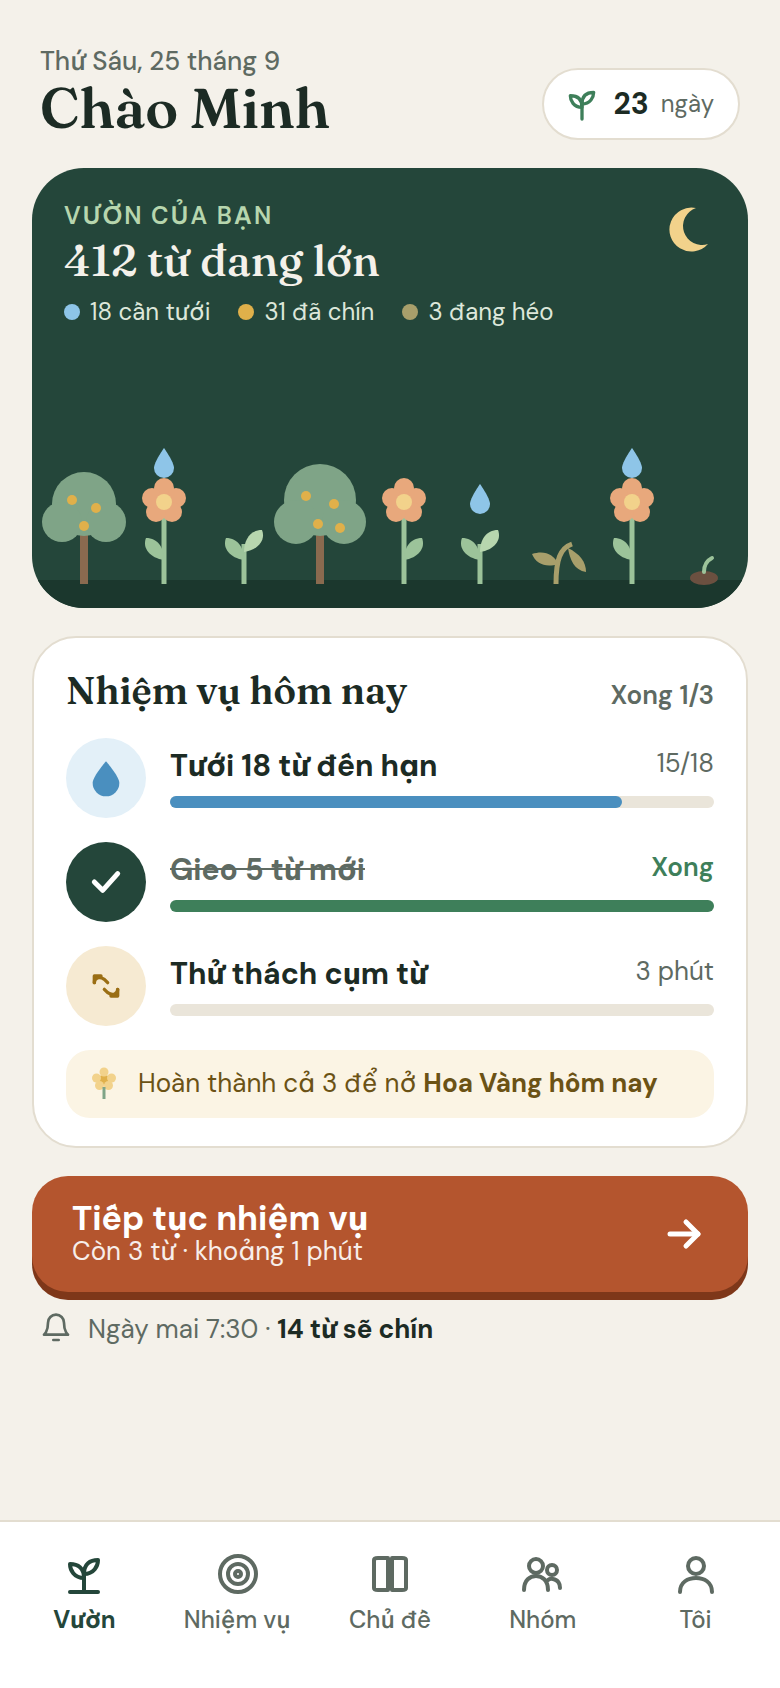 Thứ Sáu, 25 tháng 9
Chào Minh
23 ngày
VƯỜN CỦA BẠN
412 từ đang lớn
18 cần tưới
31 đã chín
3 đang héo
Nhiệm vụ hôm nay
Xong 1/3
Tưới 18 từ đến hạn
15/18
Gieo 5 từ mới
Xong
Thử thách cụm từ
3 phút
Hoàn thành cả 3 để nở Hoa Vàng hôm nay
Tiếp tục nhiệm vụ
Còn 3 từ · khoảng 1 phút
Ngày mai 7:30 · 14 từ sẽ chín
Vườn
Nhiệm vụ
Chủ đề
Nhóm
Tôi